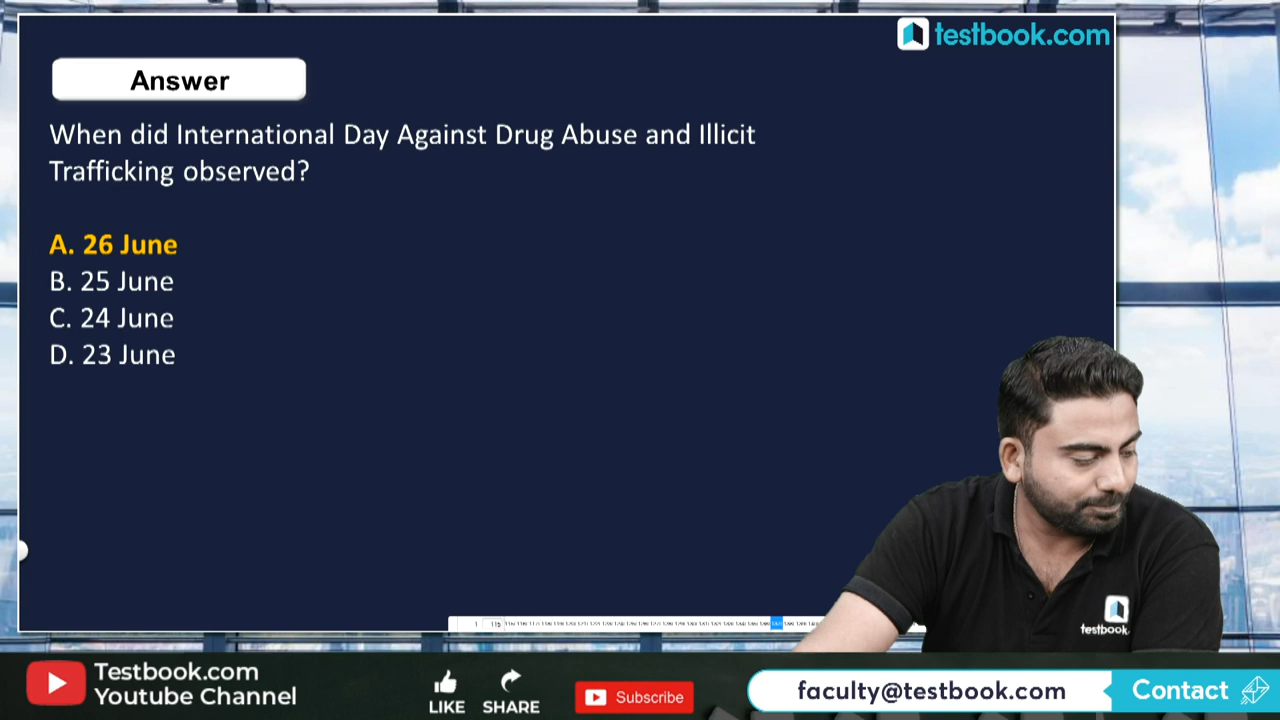 testbook.com
Answer
When did International Day Against Drug Abuse and Illicit
Trafficking observed?
A. 26 June
B. 25 June
C. 24 June
D. 23 June
testbook
Testbook.com
Youtube Channel
LIKE
SHARE
Subscribe
faculty@testbook.com
Contact